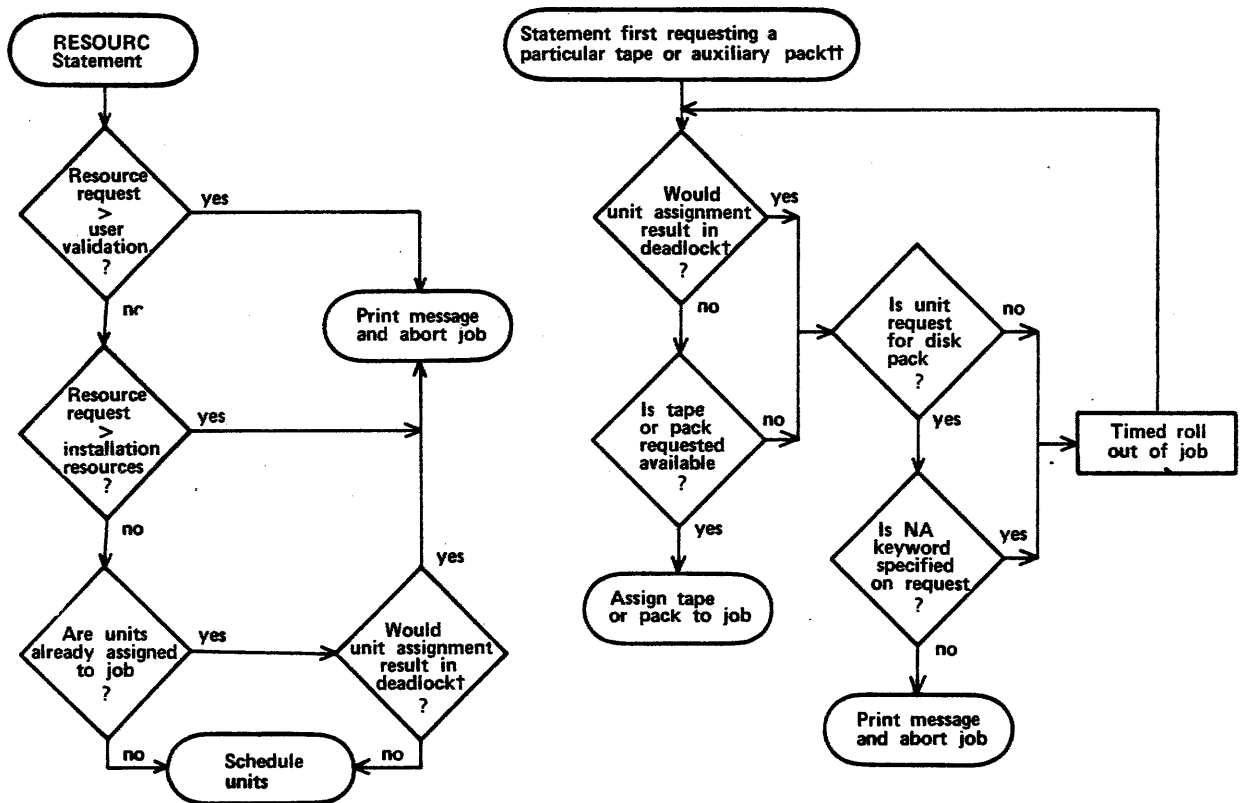 RESOURC
Statement
Resource
request
>
user
validation
?
yes
no
Print message
and abort job
Resource
request
>
installation
resources
?
yes
no
Are units
already assigned
to job
?
yes
no
Would
unit assignment
result in
deadlock†
?
yes
no
Schedule
units
Statement first requesting a
particular tape or auxiliary pack††
Would
unit assignment
result in
deadlock†
?
yes
no
Is tape
or pack
requested
available
?
no
yes
Assign tape
or pack to job
Is unit
request
for disk
pack
?
no
yes
Is NA
keyword
specified
on request
?
yes
no
Print message
and abort job
Timed roll
out of job